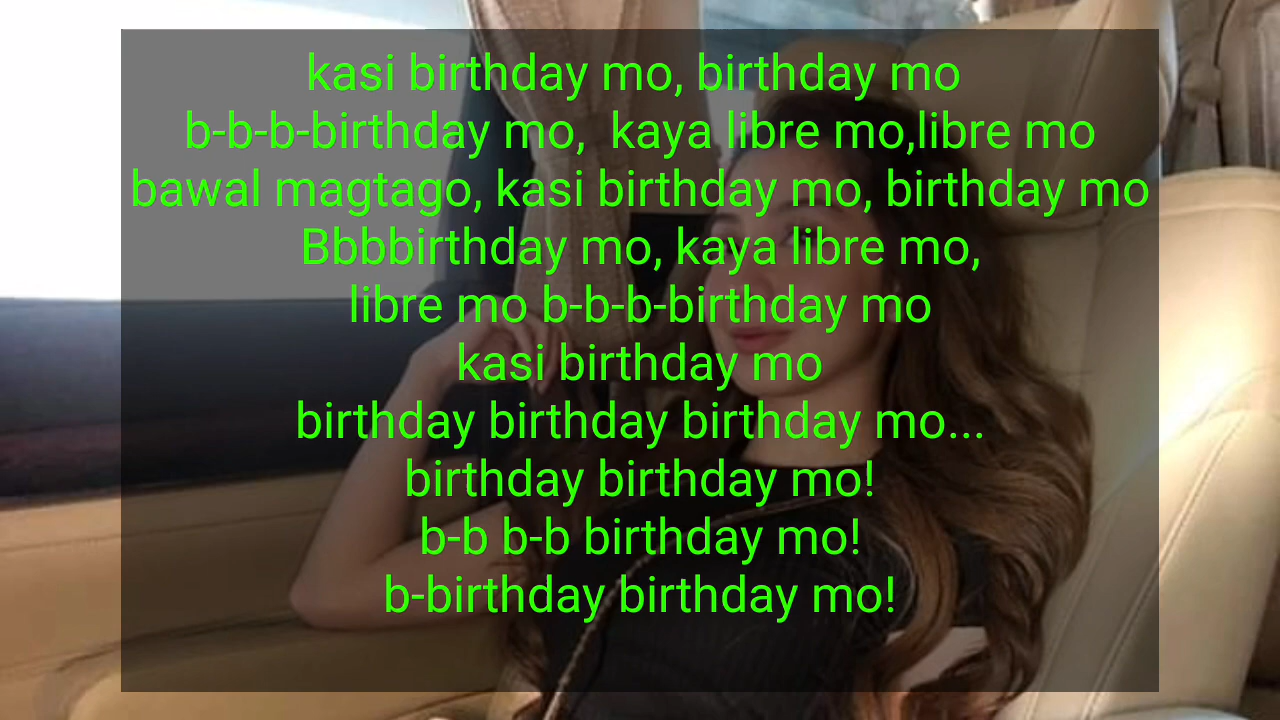 kasi birthday mo, birthday mo
b-b-b-birthday mo,  kaya libre mo,libre mo
bawal magtago, kasi birthday mo, birthday mo
Bbbbirthday mo, kaya libre mo,
libre mo b-b-b-birthday mo
kasi birthday mo
birthday birthday birthday mo...
birthday birthday mo!
b-b b-b birthday mo!
b-birthday birthday mo!